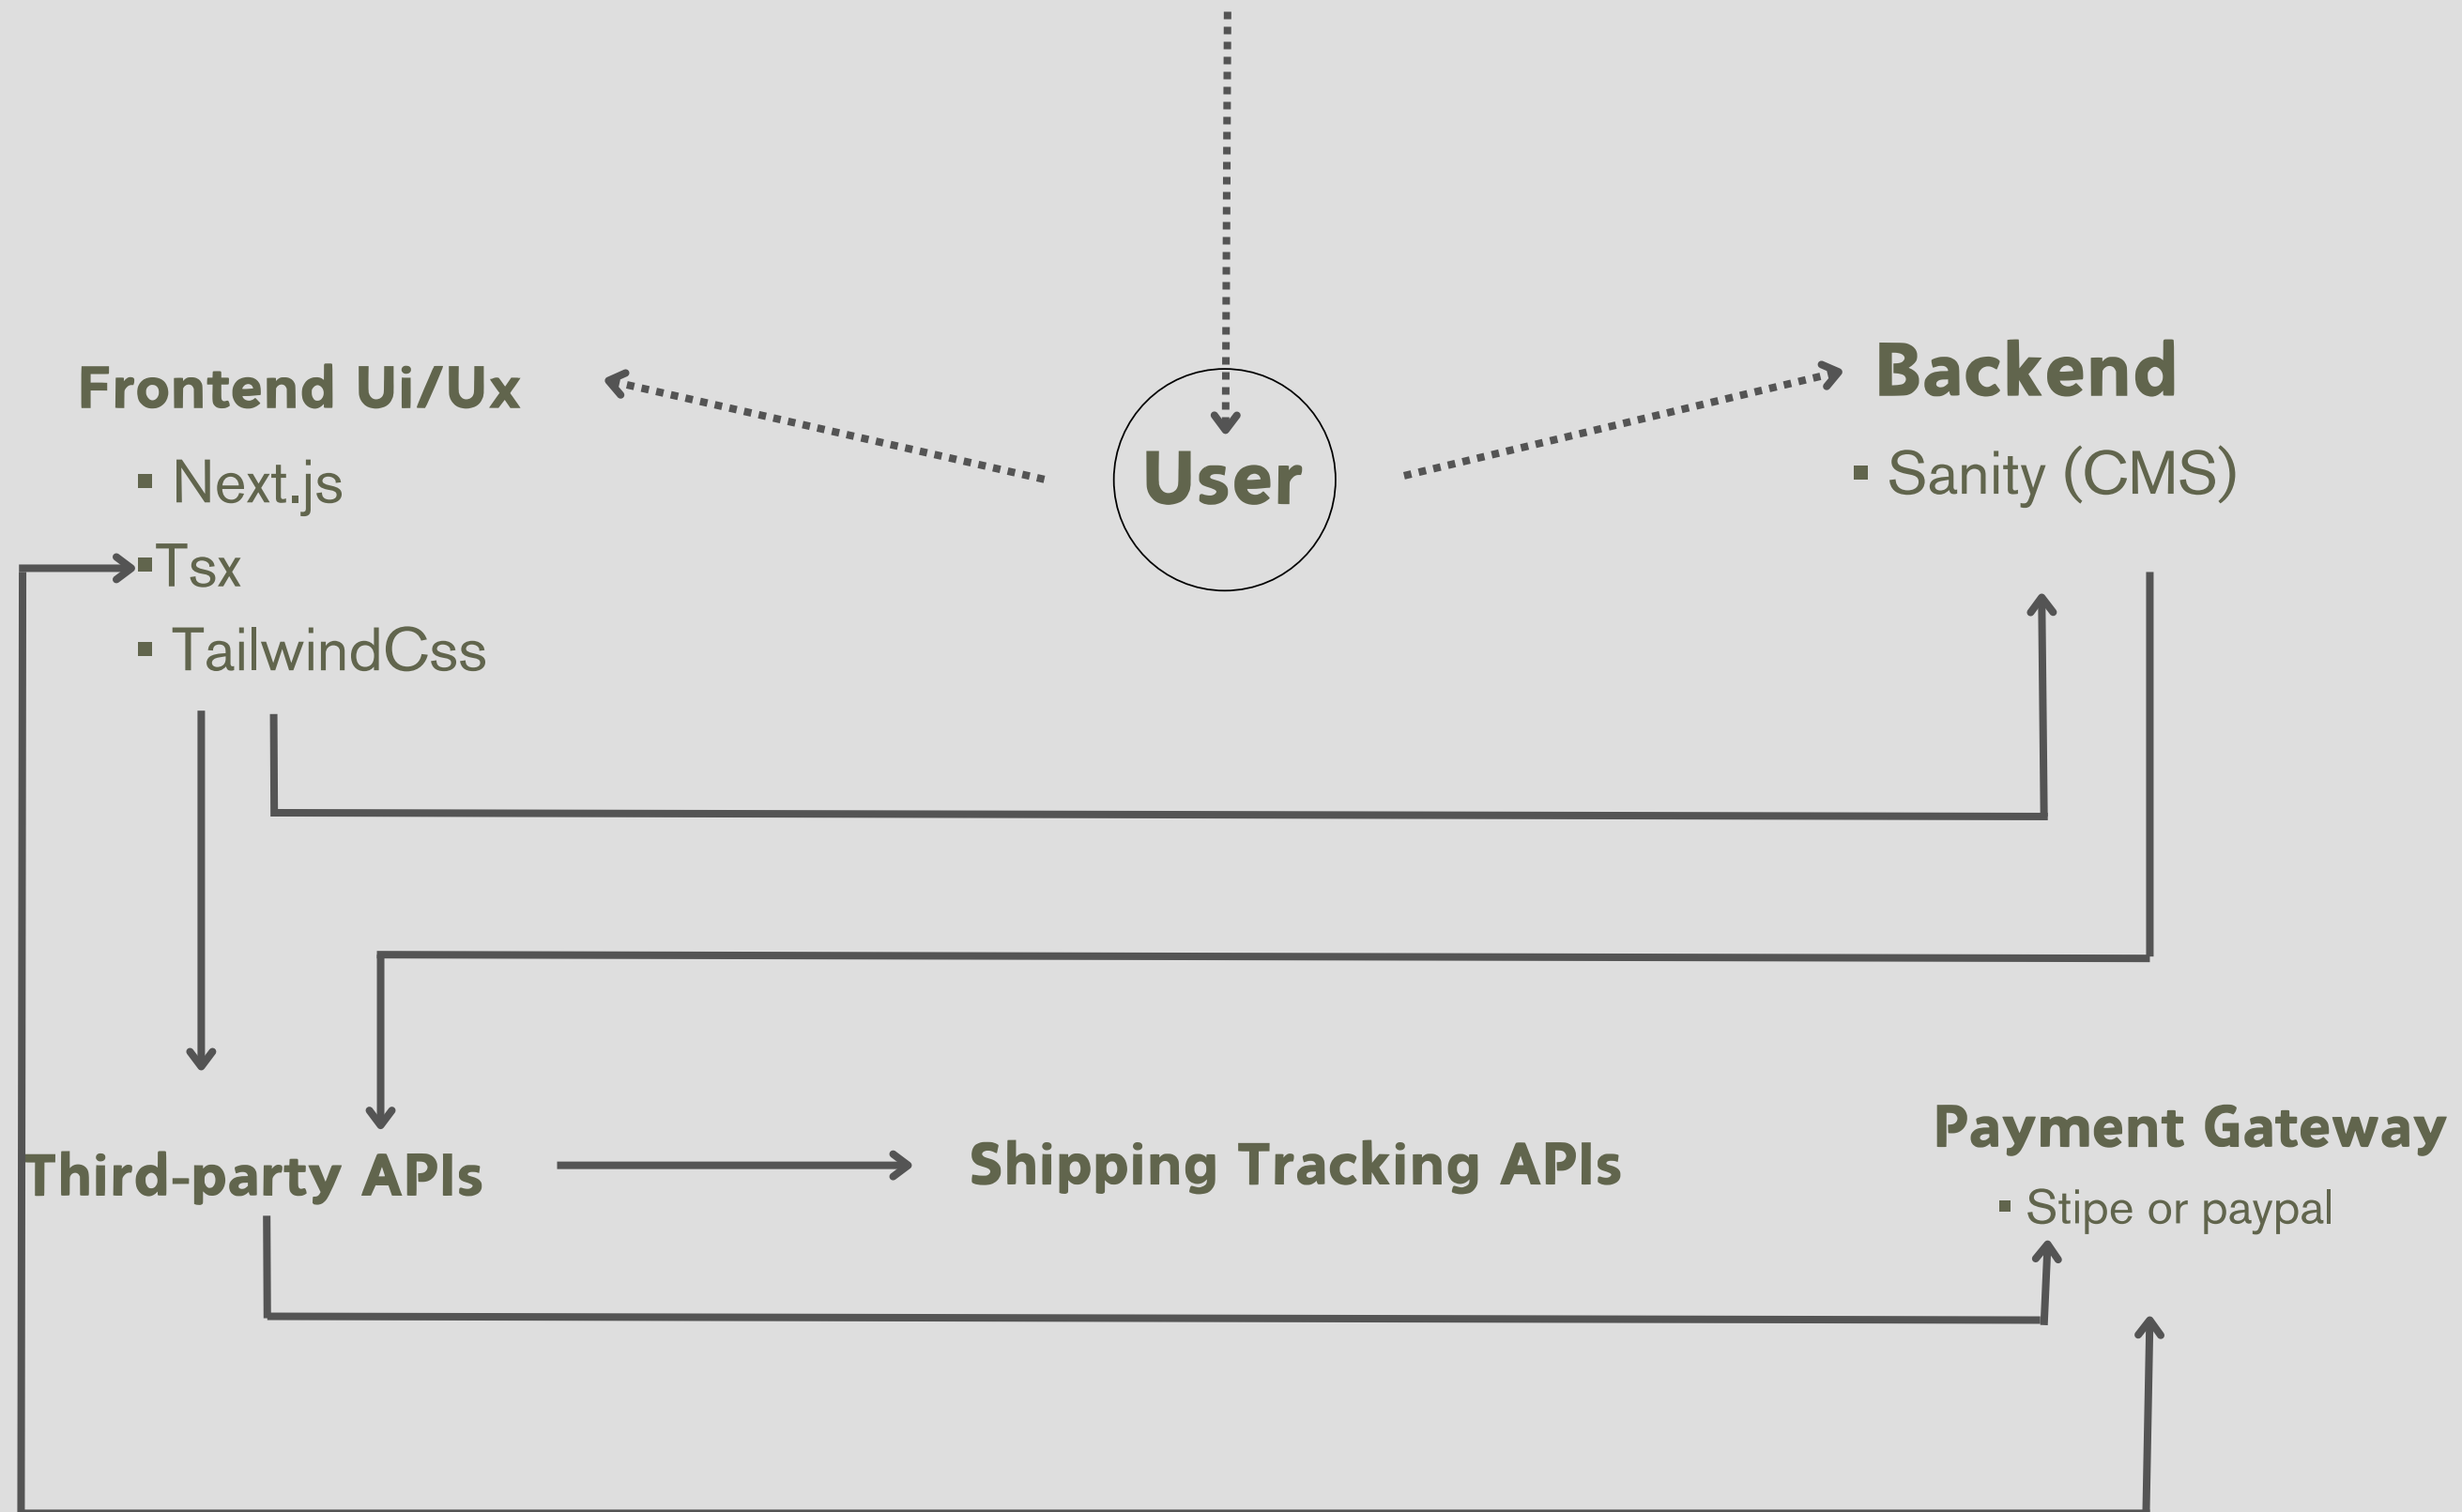 Frontend Ui/Ux
Next.js
Tsx
TailwindCss
User
Backend
Sanity (CMS)
Third-party APIs
Shipping Tracking APIs
Payment Gateway
Stipe or paypal